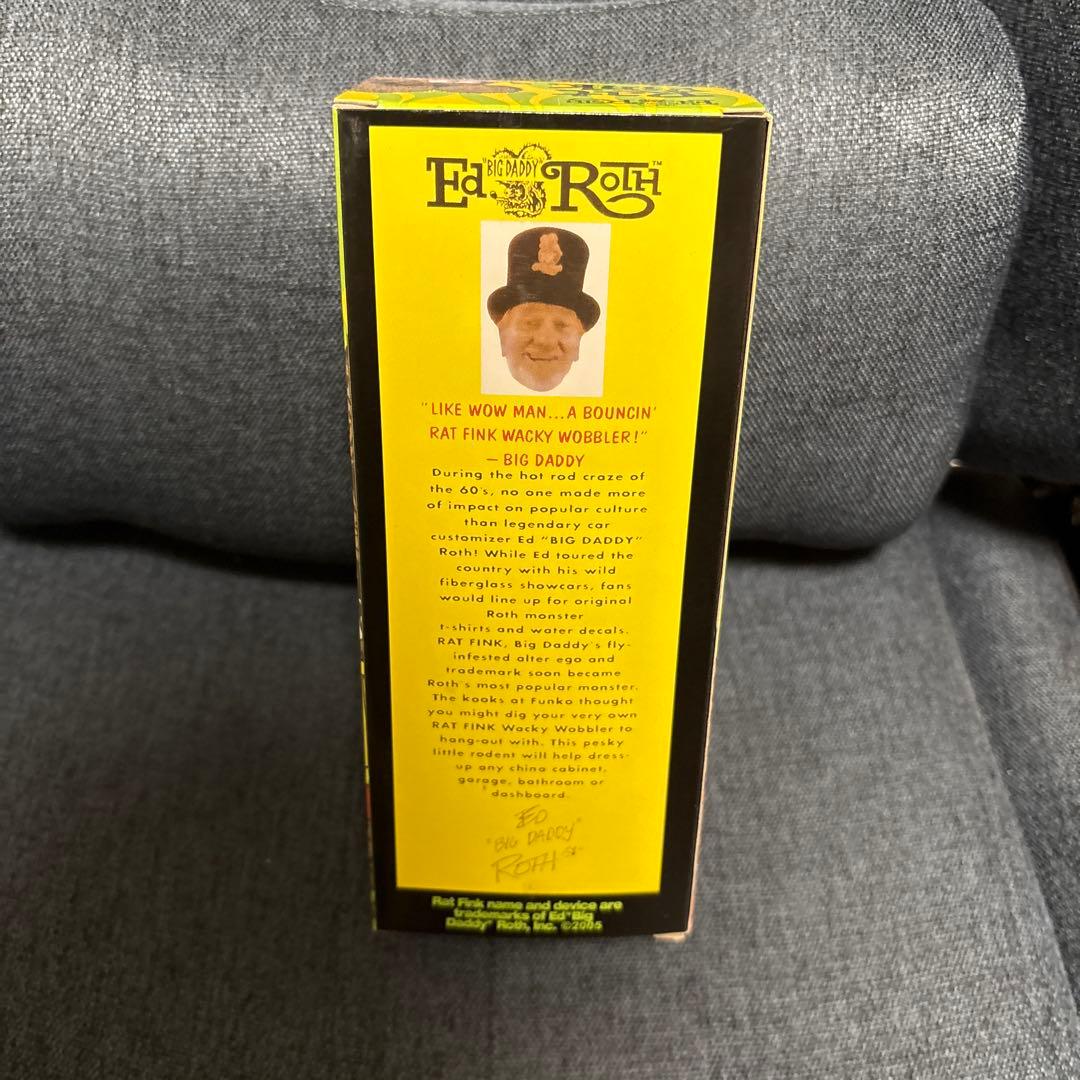 Ed "BIG DADDY" ROTH™
"LIKE WOW MAN...A BOUNCIN'
RAT FINK WACKY WOBBLER!"
– BIG DADDY
During the hot rod craze of
the 60's, no one made more
of impact on popular culture
than legendary car
customizer Ed "BIG DADDY"
Roth! While Ed toured the
country with his wild
fiberglass showcars, fans
would line up for original
Roth monster
t-shirts and water decals.
RAT FINK, Big Daddy's fly-
infested alter ego and
trademark soon became
Roth's most popular monster.
The kooks at Funko thought
you might dig your very own
RAT FINK Wacky Wobbler to
hang-out with. This pesky
little rodent will help dress-
up any china cabinet,
garage, bathroom or
dashboard.
ED
"BIG DADDY"
ROTH
Rat Fink name and device are
trademarks of Ed "Big
Daddy" Roth, Inc. ©2005